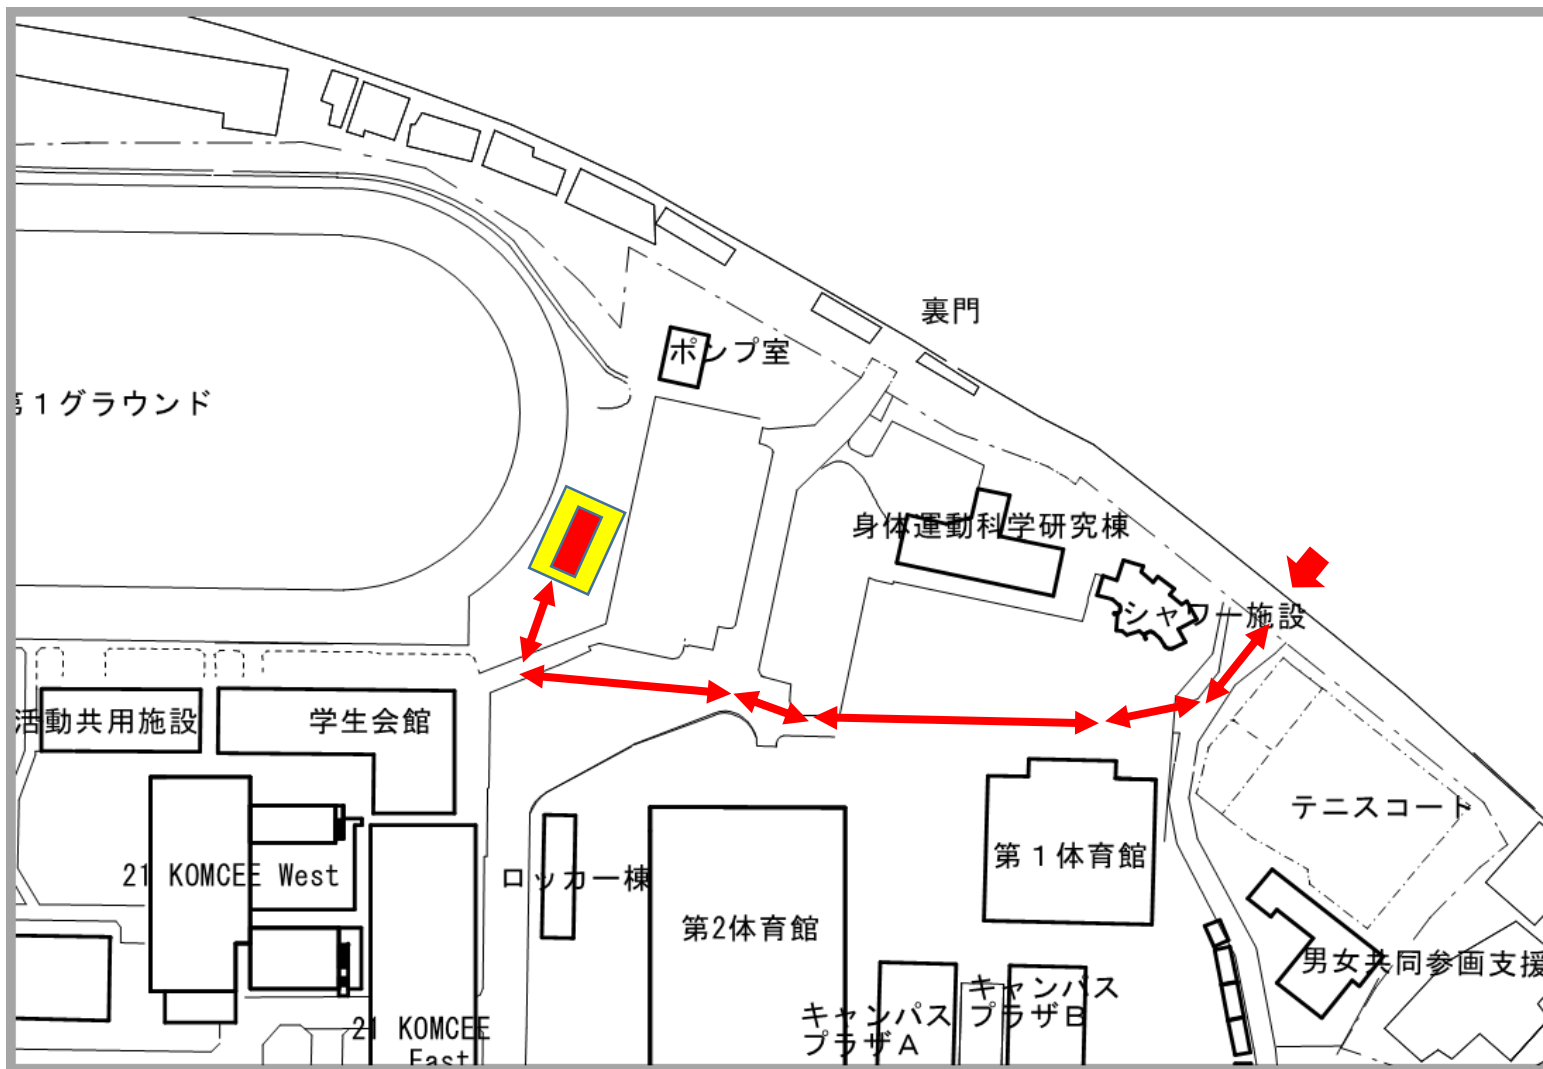 裏門
ポンプ室
第１グラウンド
身体運動科学研究棟
シャワー施設
活動共用施設
学生会館
テニスコート
第１体育館
21 KOMCEE West
ロッカー棟
第2体育館
男女共同参画支援
キャンパス
プラザＢ
キャンパス
プラザＡ
21 KOMCEE
East